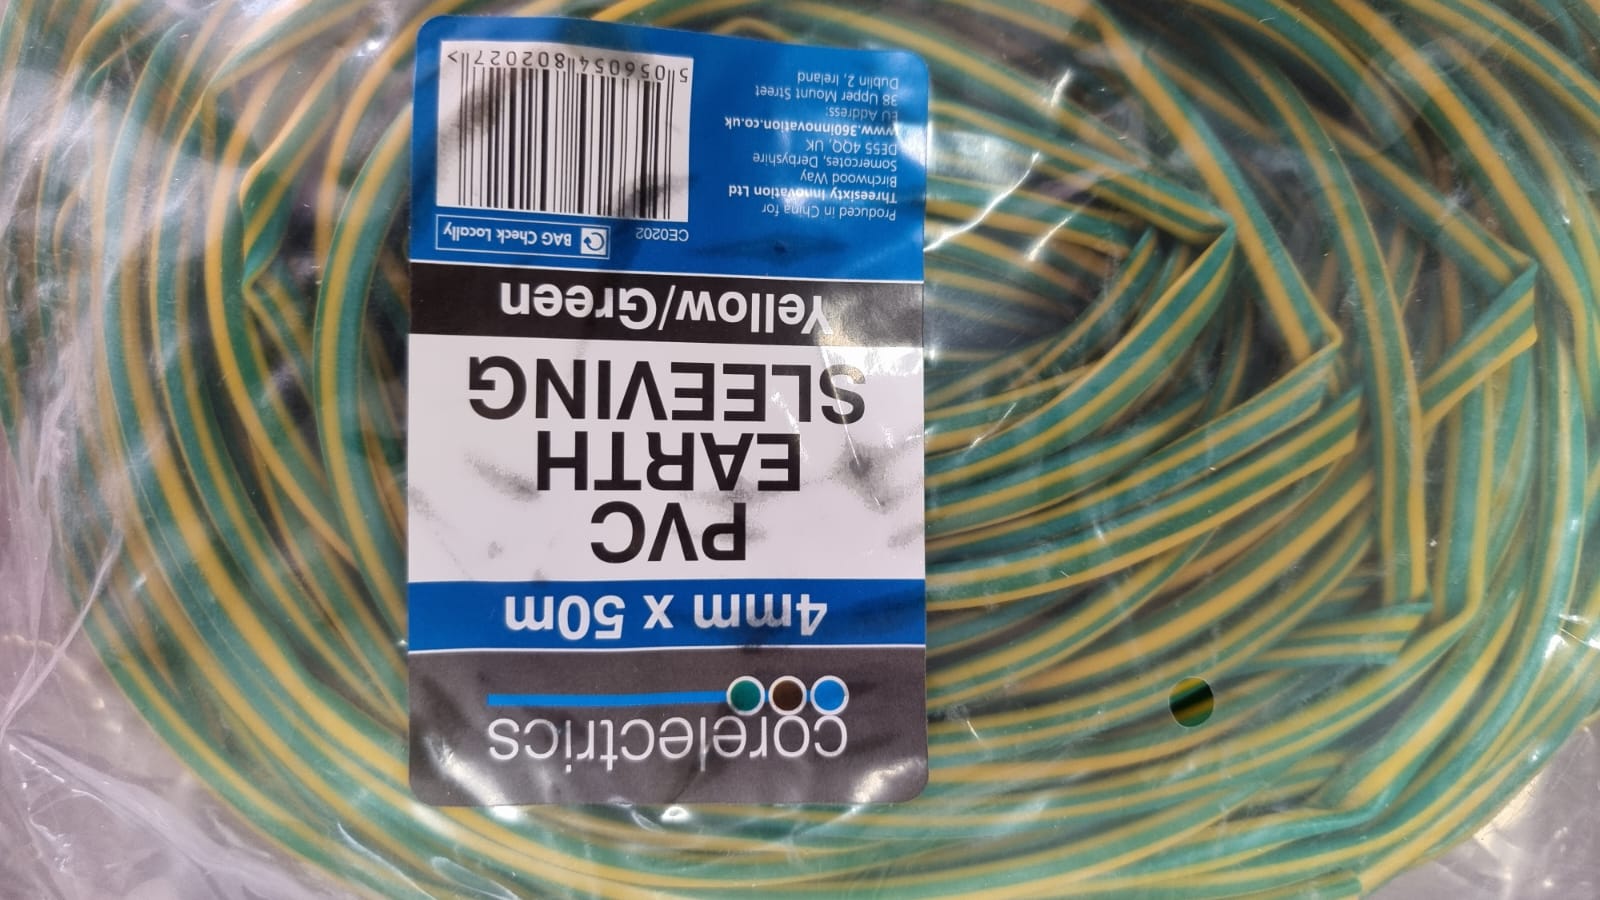 corelectrics
4mm x 50m
PVC
EARTH
SLEEVING
Yellow/Green
CE0202
BAG Check Locally
Produced in China for
Threesixty Innovation Ltd
Birchwood Way
Somercotes, Derbyshire
DE55 4QQ, UK
www.360innovation.co.uk
EU Address:
38 Upper Mount Street
Dublin, 2, Ireland
5 056054 802027 >